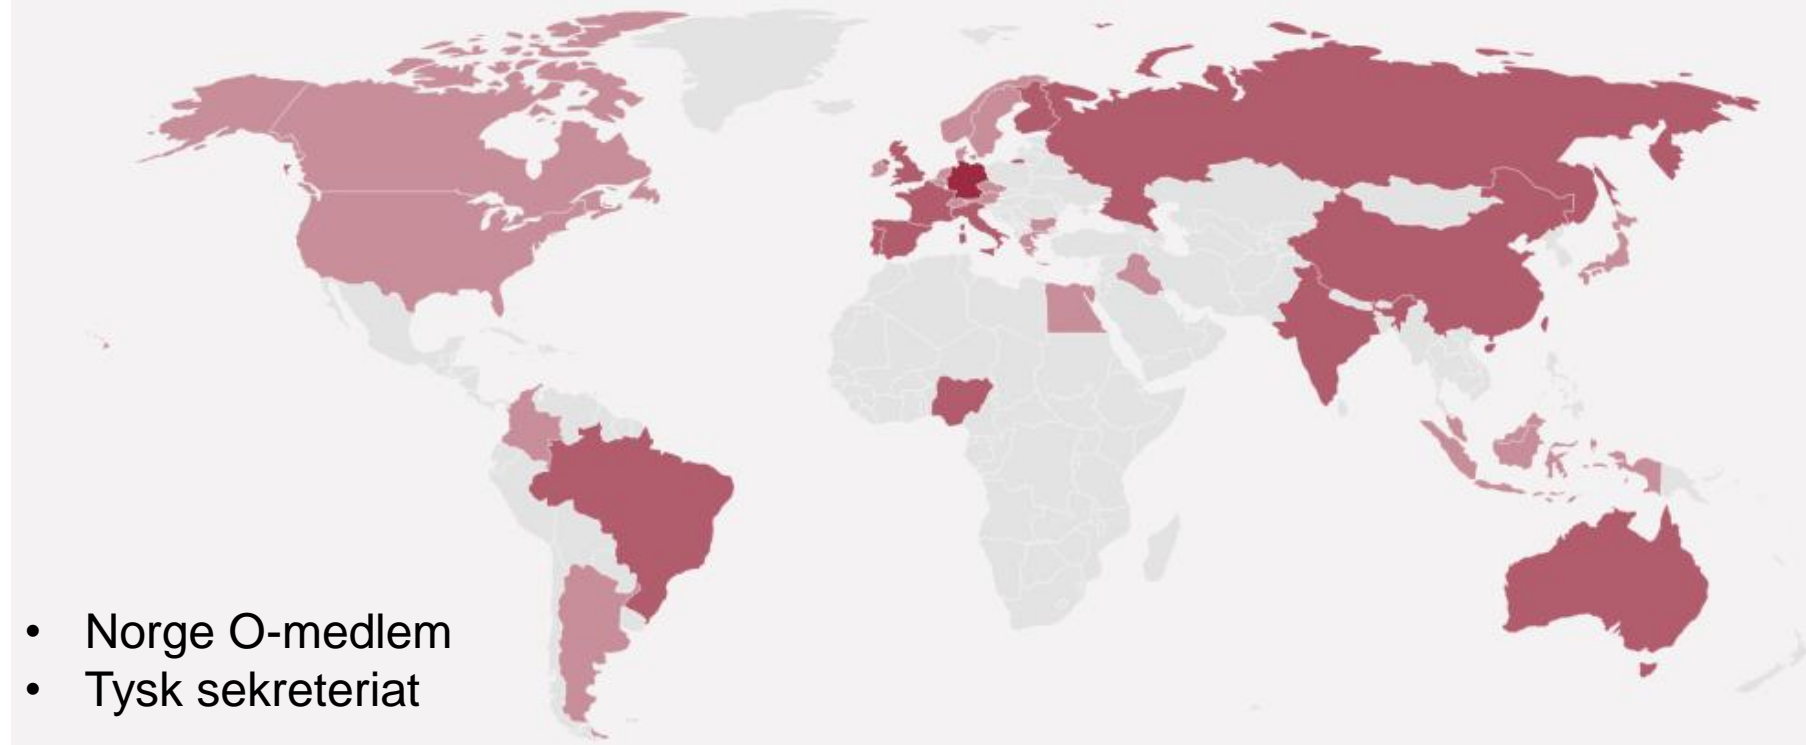 • Norge O-medlem
• Tysk sekreteriat